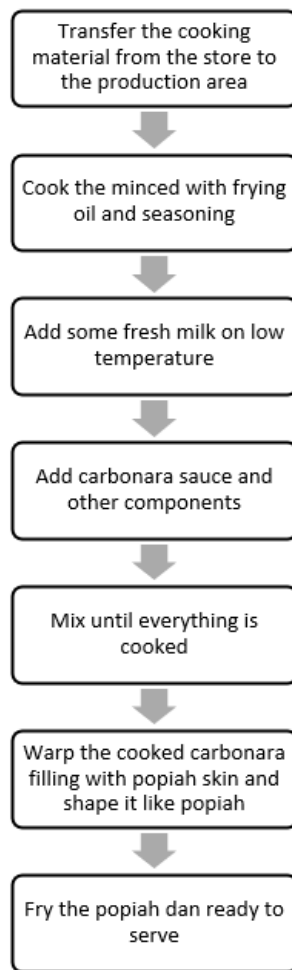 Transfer the cooking
material from the store to
the production area
Cook the minced with frying
oil and seasoning
Add some fresh milk on low
temperature
Add carbonara sauce and
other components
Mix until everything is
cooked
Warp the cooked carbonara
filling with popiah skin and
shape it like popiah
Fry the popiah dan ready to
serve